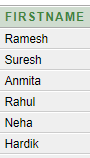 FIRSTNAME
Ramesh
Suresh
Anmita
Rahul
Neha
Hardik